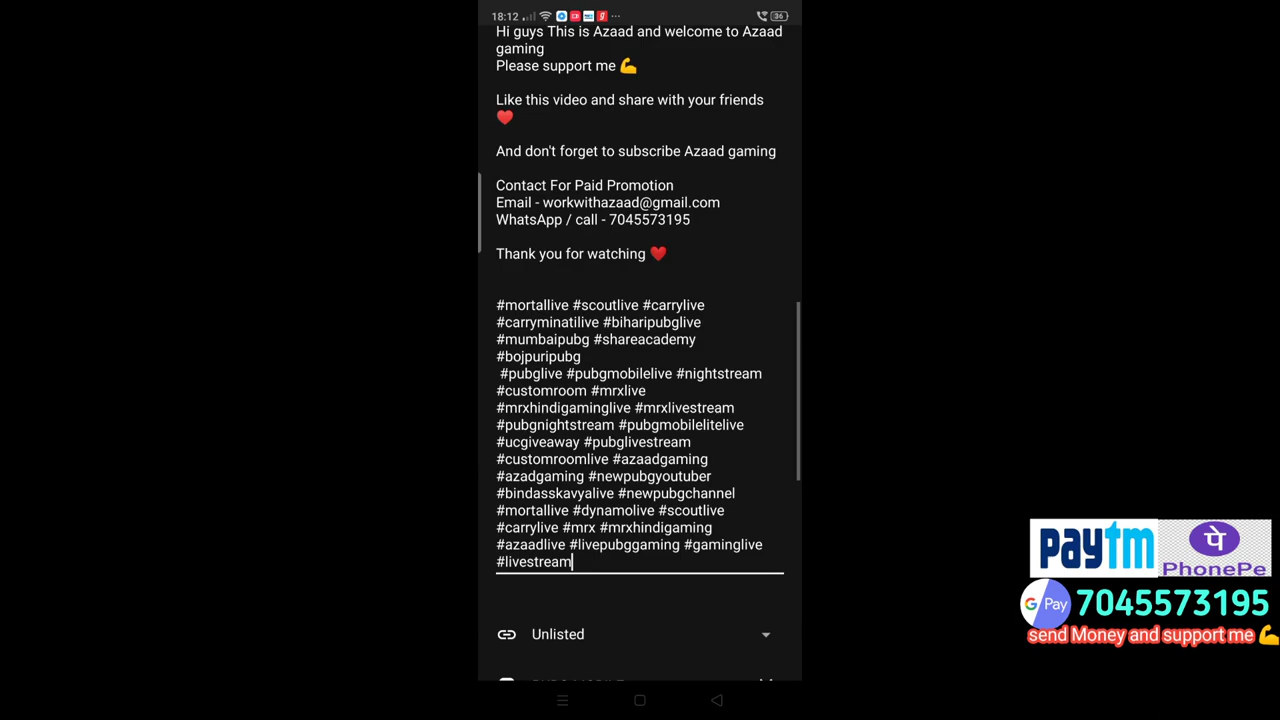 18:12
36
Hi guys This is Azaad and welcome to Azaad
gaming
Please support me 💪
Like this video and share with your friends
❤️
And don't forget to subscribe Azaad gaming
Contact For Paid Promotion
Email - workwithazaad@gmail.com
WhatsApp / call - 7045573195
Thank you for watching ❤️
#mortallive #scoutlive #carrylive
#carryminatilive #biharipubglive
#mumbaipubg #shareacademy
#bojpuripubg
#pubglive #pubgmobilelive #nightstream
#customroom #mrxlive
#mrxhindigaminglive #mrxlivestream
#pubgnightstream #pubgmobilelitelive
#ucgiveaway #pubglivestream
#customroomlive #azaadgaming
#azadgaming #newpubgyoutuber
#bindasskavyalive #newpubgchannel
#mortallive #dynamolive #scoutlive
#carrylive #mrx #mrxhindigaming
#azaadlive #livepubggaming #gaminglive
#livestream
Unlisted
paytm
पे
PhonePe
G Pay 7045573195
send Money and support me 💪